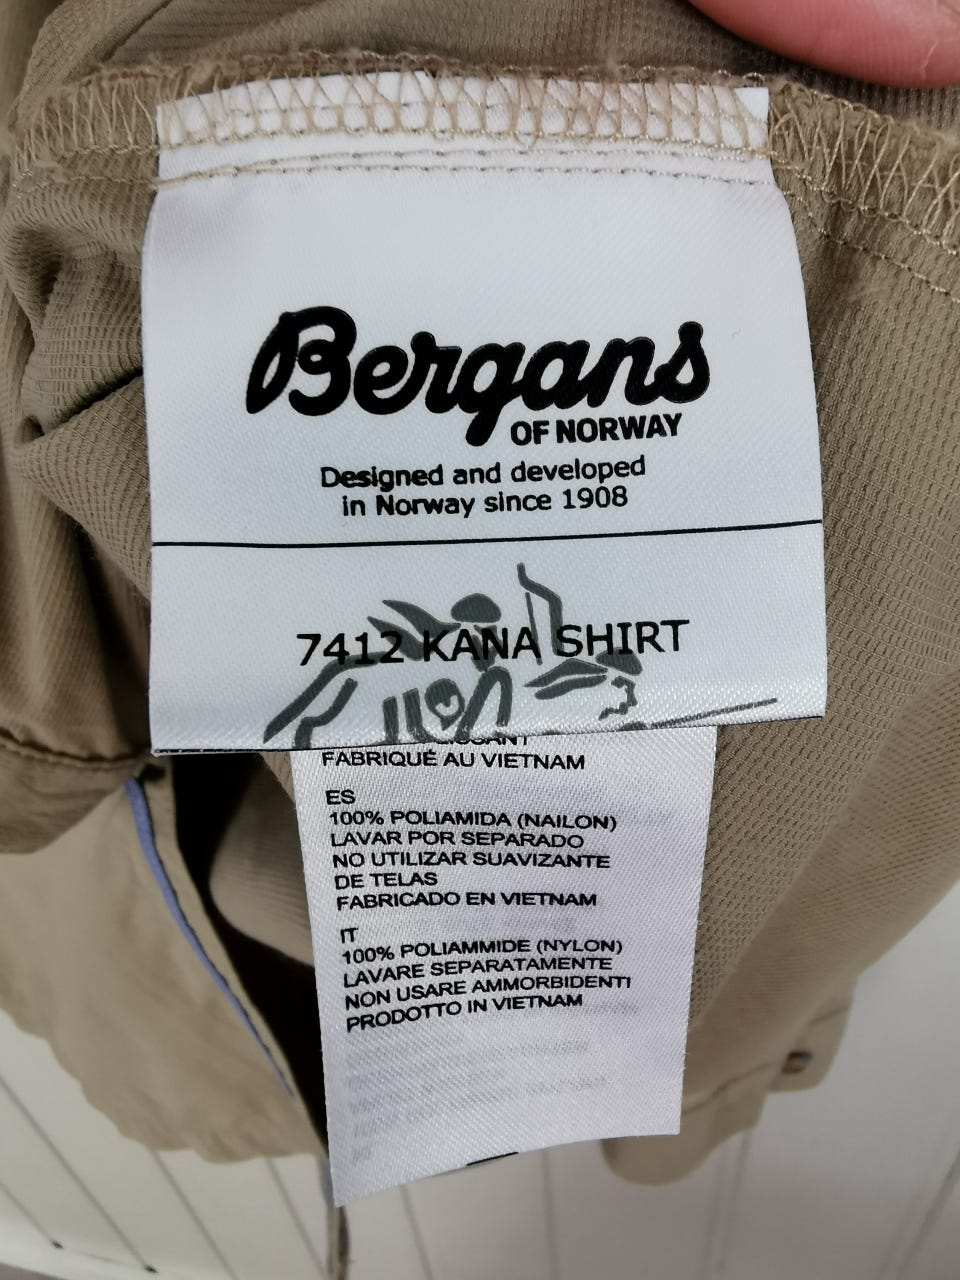 Bergans
OF NORWAY
Designed and developed
in Norway since 1908
7412 KANA SHIRT
FABRIQUÉ AU VIETNAM
ES
100% POLIAMIDA (NAILON)
LAVAR POR SEPARADO
NO UTILIZAR SUAVIZANTE
DE TELAS
FABRICADO EN VIETNAM
IT
100% POLIAMMIDE (NYLON)
LAVARE SEPARATAMENTE
NON USARE AMMORBIDENTI
PRODOTTO IN VIETNAM